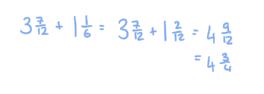 3 7/12 + 1 1/6 = 3 7/12 + 1 2/12 = 4 9/12
= 4 3/4